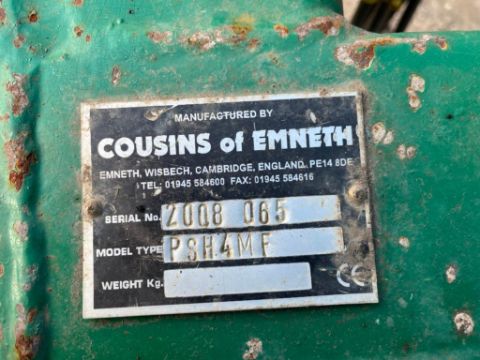 MANUFACTURED BY
COUSINS of EMNETH
EMNETH, WISBECH, CAMBRIDGE, ENGLAND. PE14 8DE
TEL: 01945 584600 FAX: 01945 584616
SERIAL No. 2008 065
MODEL TYPE PSH4MF
WEIGHT Kg.
CE